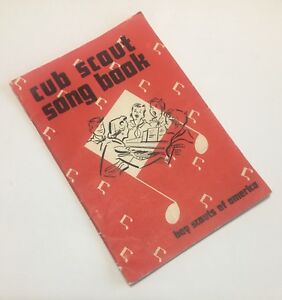 cub scout
song book
boy scouts of america